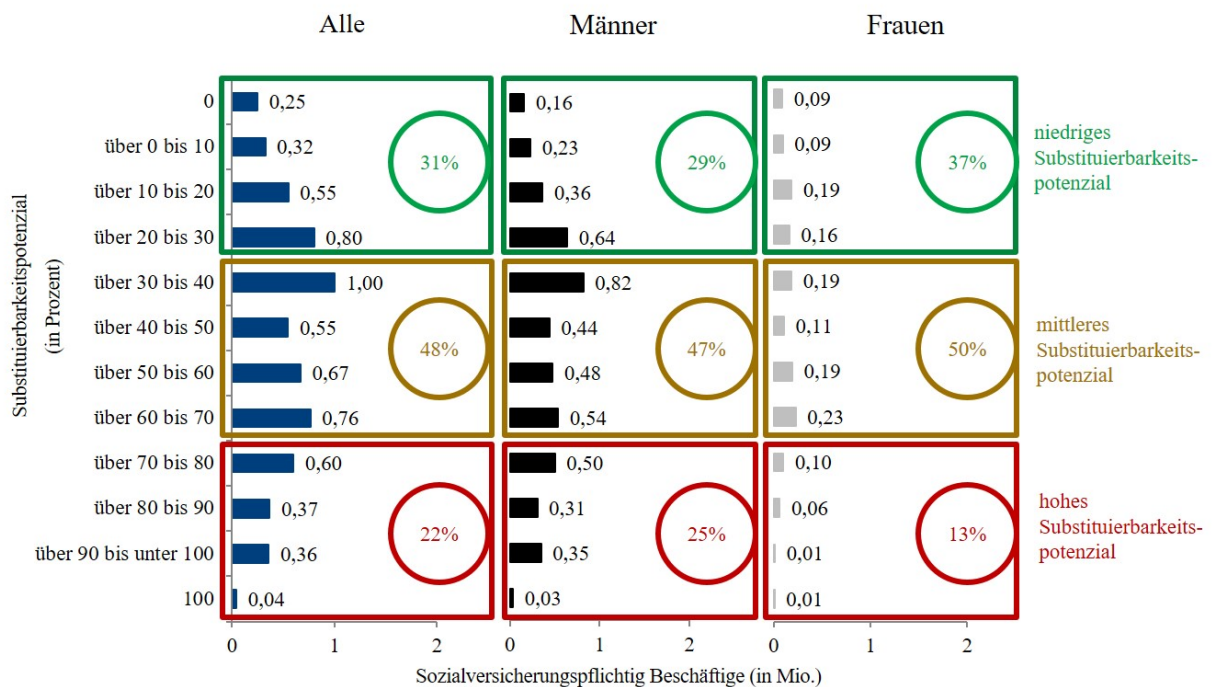 Alle
Männer
Frauen
Substituierbarkeitspotenzial
(in Prozent)
0
0,25
0,16
0,09
über 0 bis 10
0,32
0,23
0,09
über 10 bis 20
0,55
0,36
0,19
über 20 bis 30
0,80
0,64
0,16
31%
29%
37%
niedriges
Substituierbarkeits-
potenzial
über 30 bis 40
1,00
0,82
0,19
über 40 bis 50
0,55
0,44
0,11
über 50 bis 60
0,67
0,48
0,19
über 60 bis 70
0,76
0,54
0,23
48%
47%
50%
mittleres
Substituierbarkeits-
potenzial
über 70 bis 80
0,60
0,50
0,10
über 80 bis 90
0,37
0,31
0,06
über 90 bis unter 100
0,36
0,35
0,01
100
0,04
0,03
0,01
22%
25%
13%
hohes
Substituierbarkeits-
potenzial
0 1 2
0 1 2
0 1 2
Sozialversicherungspflichtig Beschäftige (in Mio.)